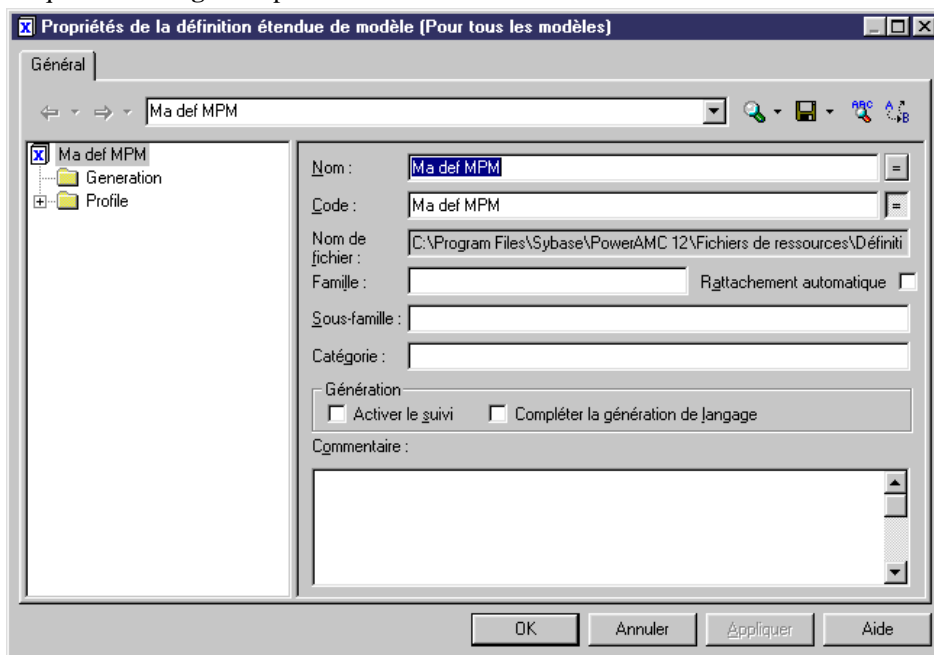 Propriétés de la définition étendue de modèle (Pour tous les modèles)
Général
Ma def MPM
Ma def MPM
Generation
Profile
Nom :
Ma def MPM
=
Code :
Ma def MPM
=
Nom de fichier :
C:\Program Files\Sybase\PowerAMC 12\Fichiers de ressources\Définiti
Famille :
Rattachement automatique
Sous-famille :
Catégorie :
Génération
Activer le suivi
Compléter la génération de langage
Commentaire :
OK
Annuler
Appliquer
Aide